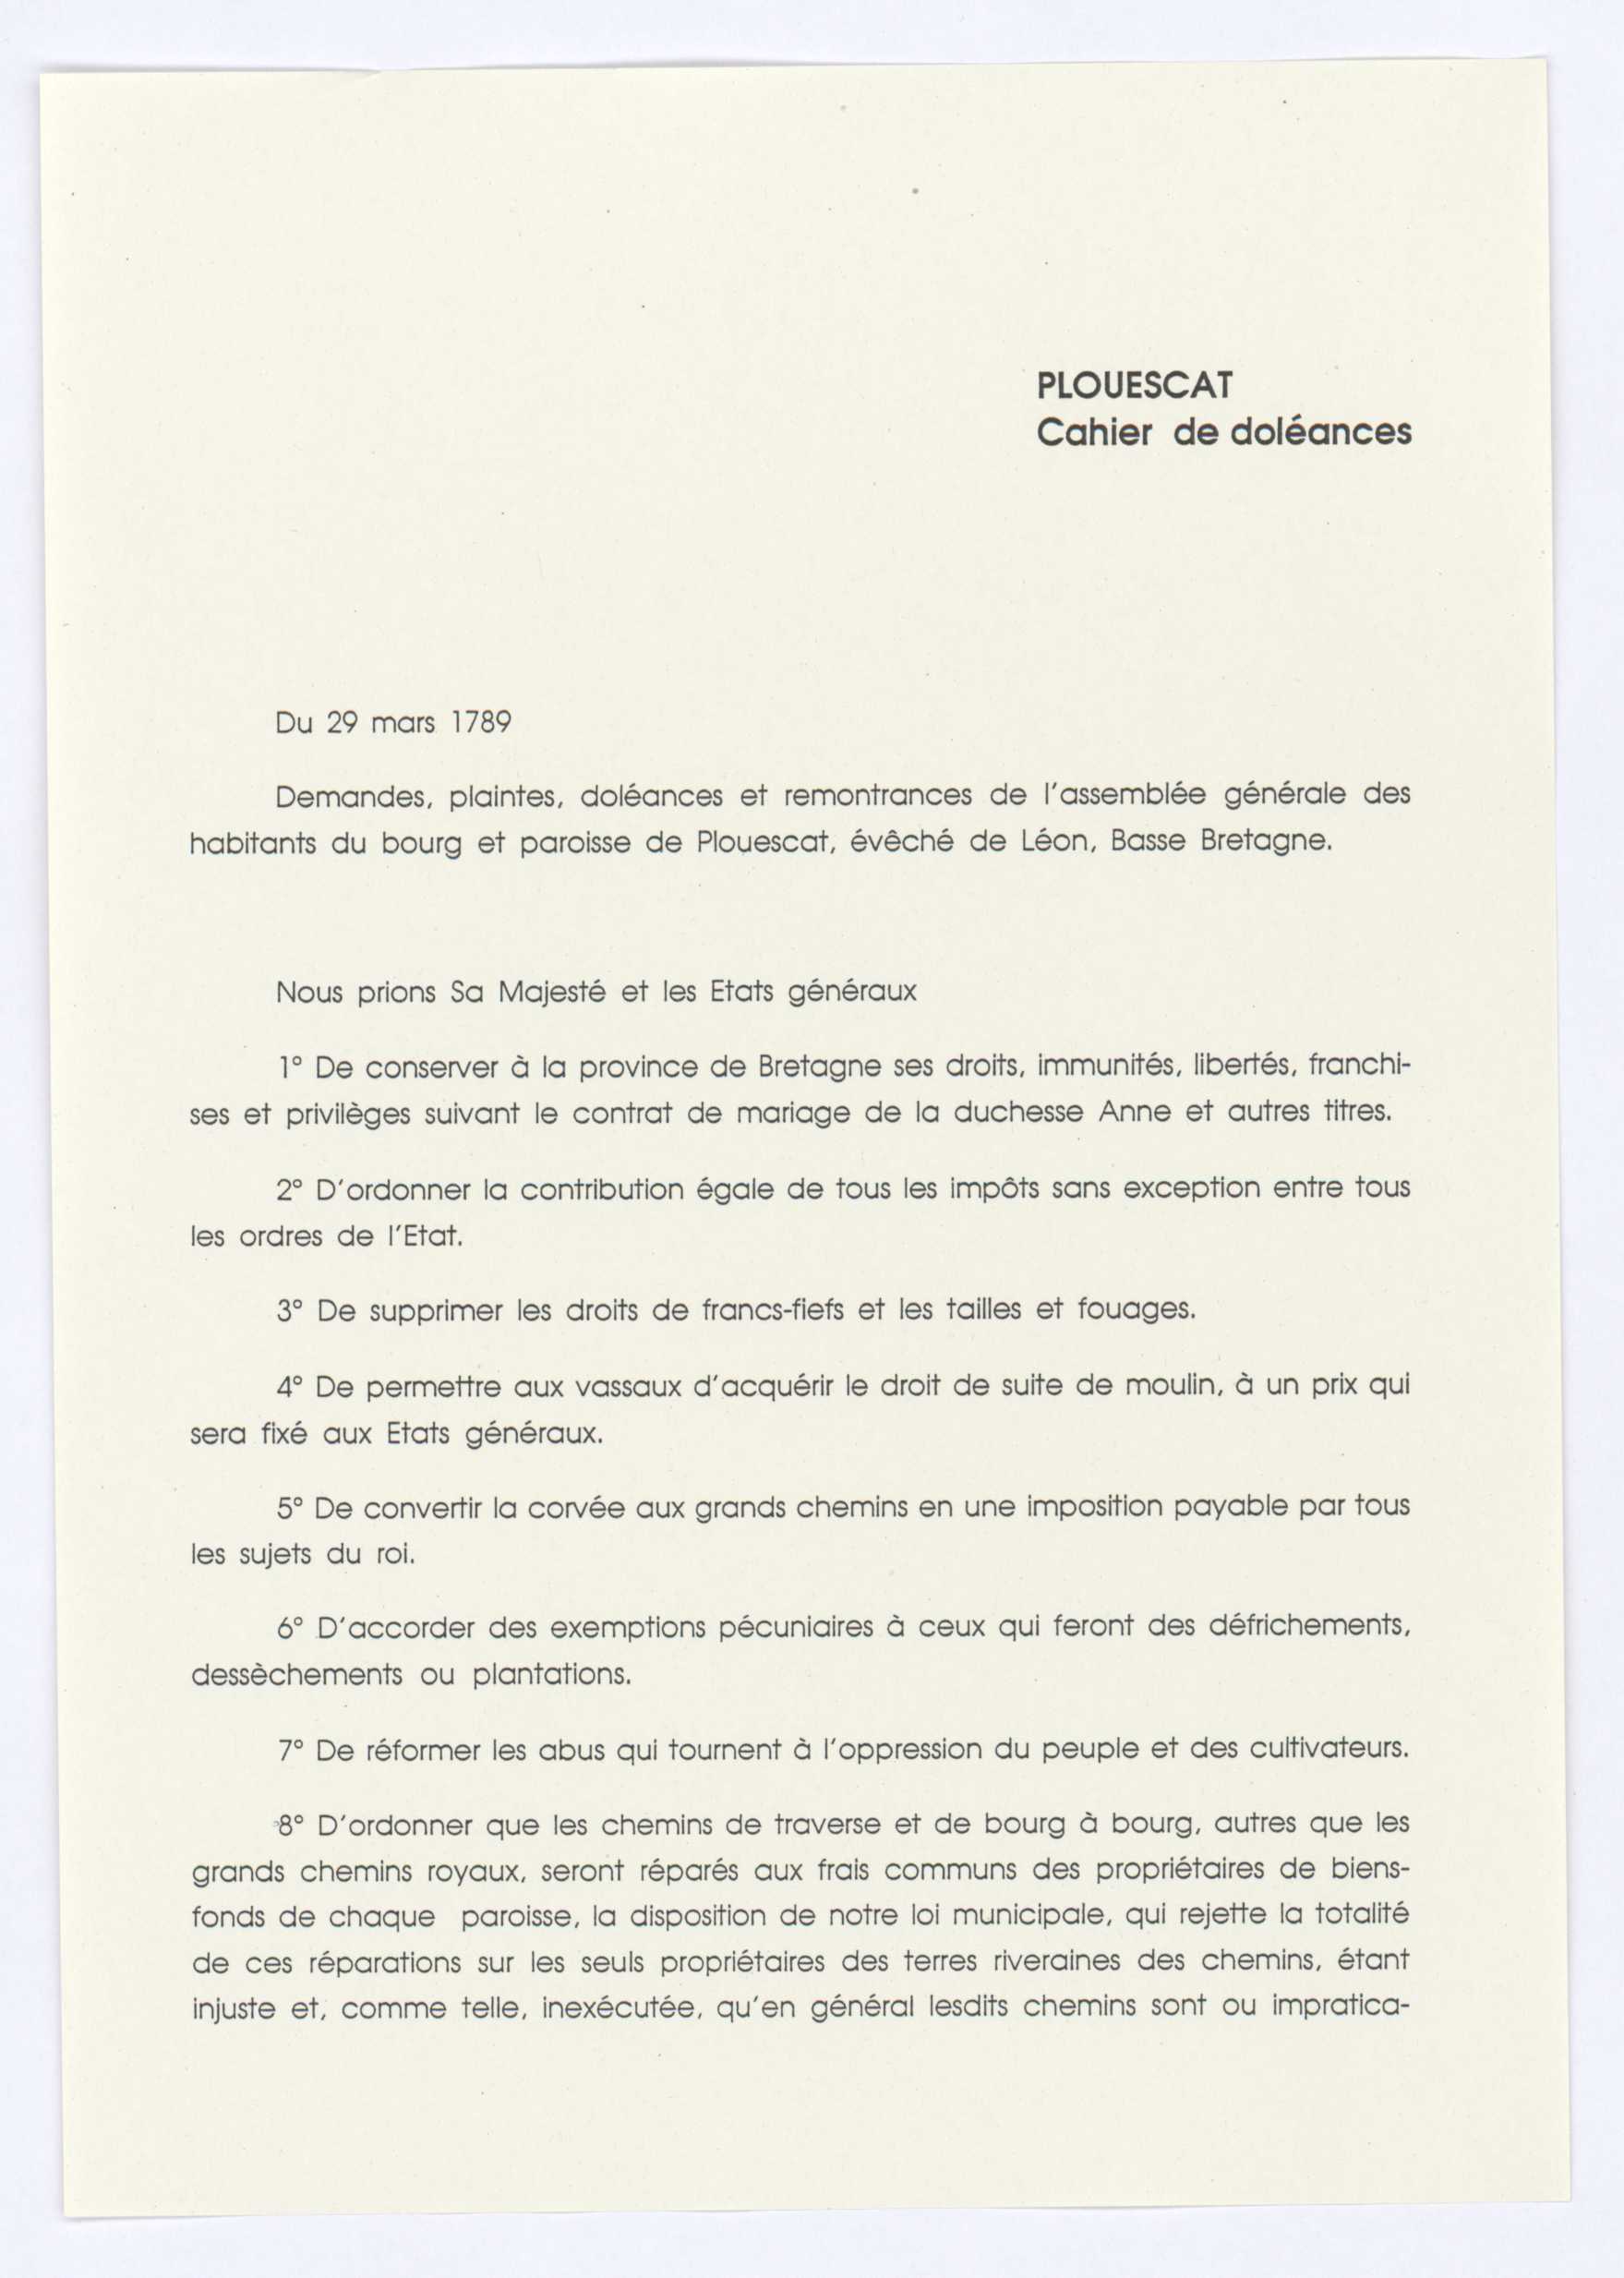 PLOUESCAT
Cahier de doléances
Du 29 mars 1789
Demandes, plaintes, doléances et remontrances de l'assemblée générale des
habitants du bourg et paroisse de Plouescat, évêché de Léon, Basse Bretagne.
Nous prions Sa Majesté et les Etats généraux
1° De conserver à la province de Bretagne ses droits, immunités, libertés, franchi-
ses et privilèges suivant le contrat de mariage de la duchesse Anne et autres titres.
2° D'ordonner la contribution égale de tous les impôts sans exception entre tous
les ordres de l'Etat.
3° De supprimer les droits de francs-fiefs et les tailles et fouages.
4° De permettre aux vassaux d'acquérir le droit de suite de moulin, à un prix qui
sera fixé aux Etats généraux.
5° De convertir la corvée aux grands chemins en une imposition payable par tous
les sujets du roi.
6° D'accorder des exemptions pécuniaires à ceux qui feront des défrichements,
dessèchements ou plantations.
7° De réformer les abus qui tournent à l'oppression du peuple et des cultivateurs.
8° D'ordonner que les chemins de traverse et de bourg à bourg, autres que les
grands chemins royaux, seront réparés aux frais communs des propriétaires de biens-
fonds de chaque paroisse, la disposition de notre loi municipale, qui rejette la totalité
de ces réparations sur les seuls propriétaires des terres riveraines des chemins, étant
injuste et, comme telle, inexécutée, qu'en général lesdits chemins sont ou impratica-